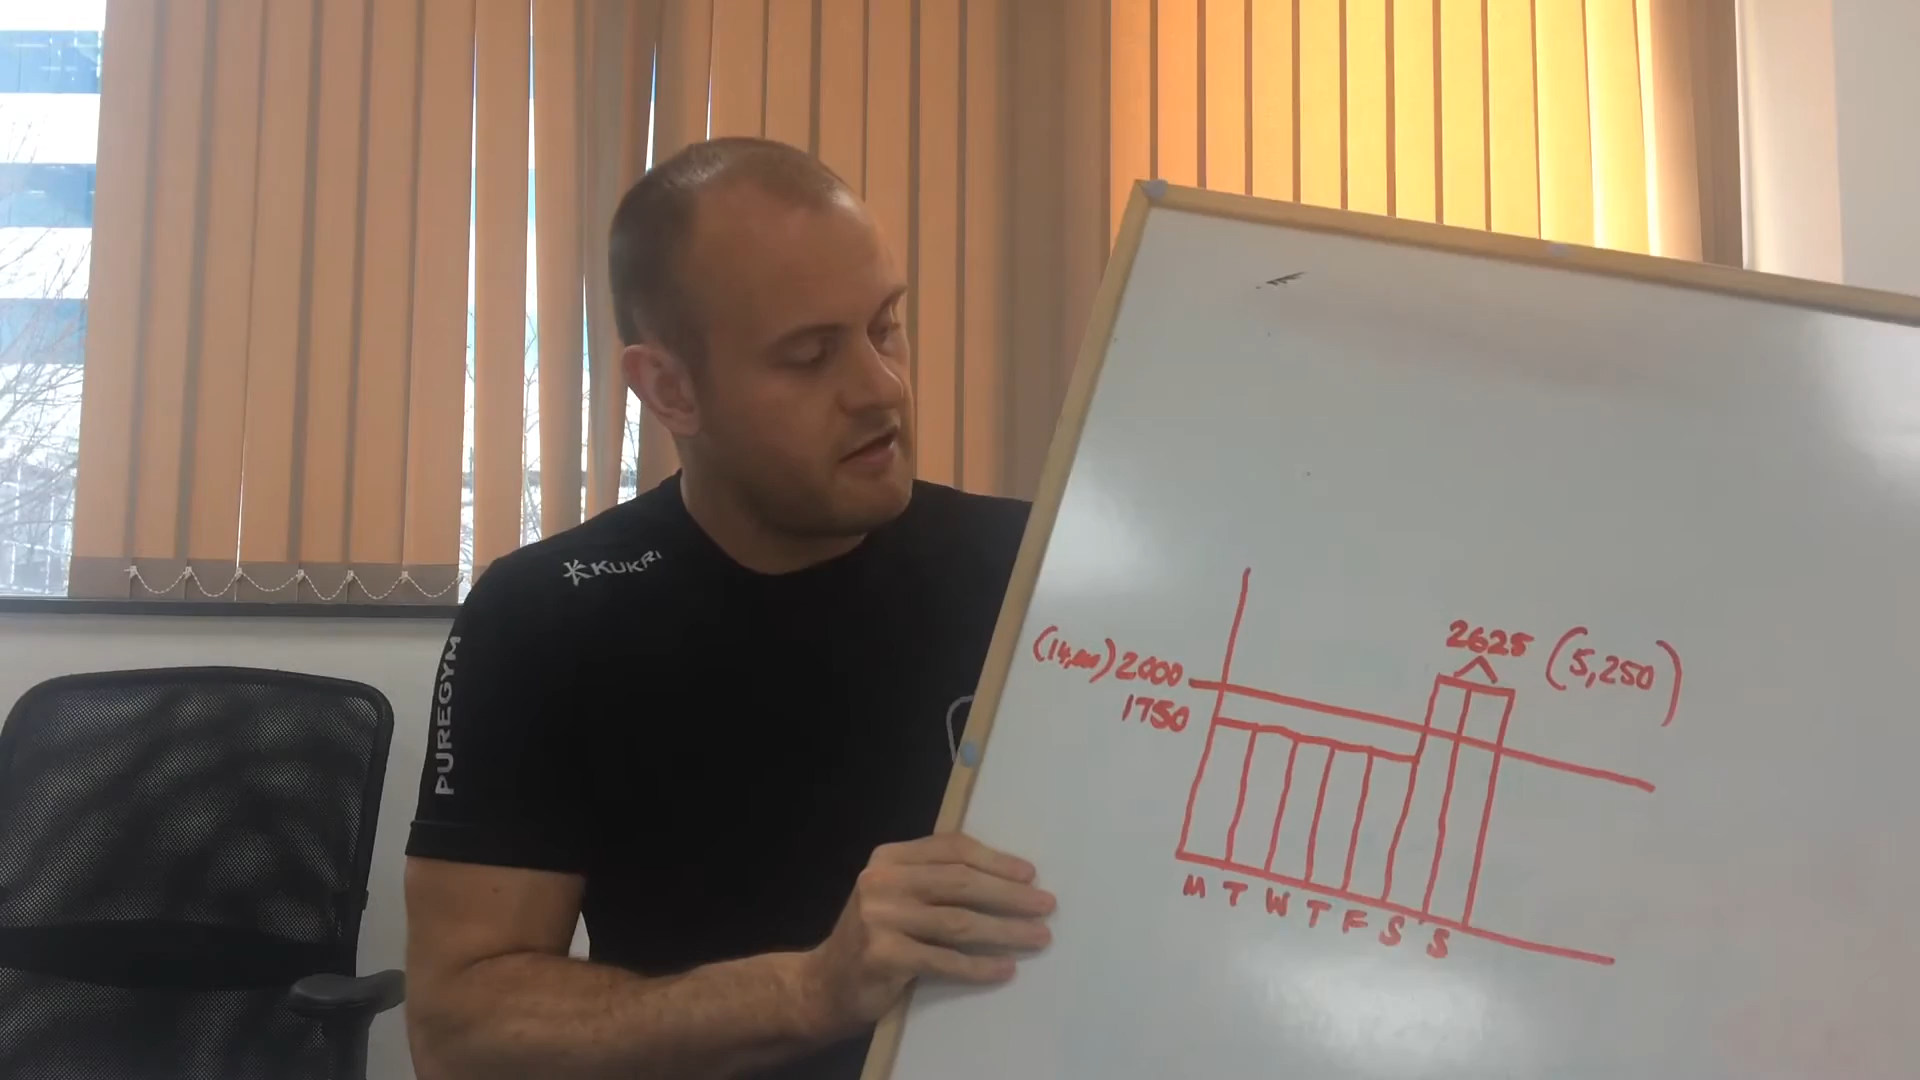 KUKRI
PUREGYM
2625 (5,250)
(14,000) 2000
1750
M T W T F S S